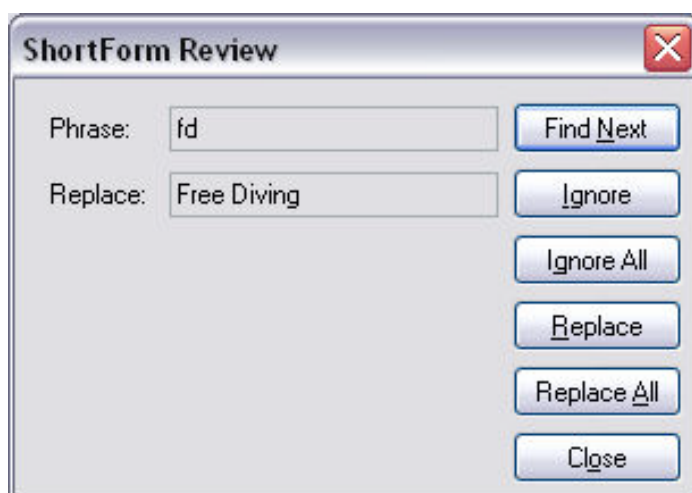 ShortForm Review
Phrase: fd Find Next
Replace: Free Diving Ignore
Ignore All
Replace
Replace All
Close